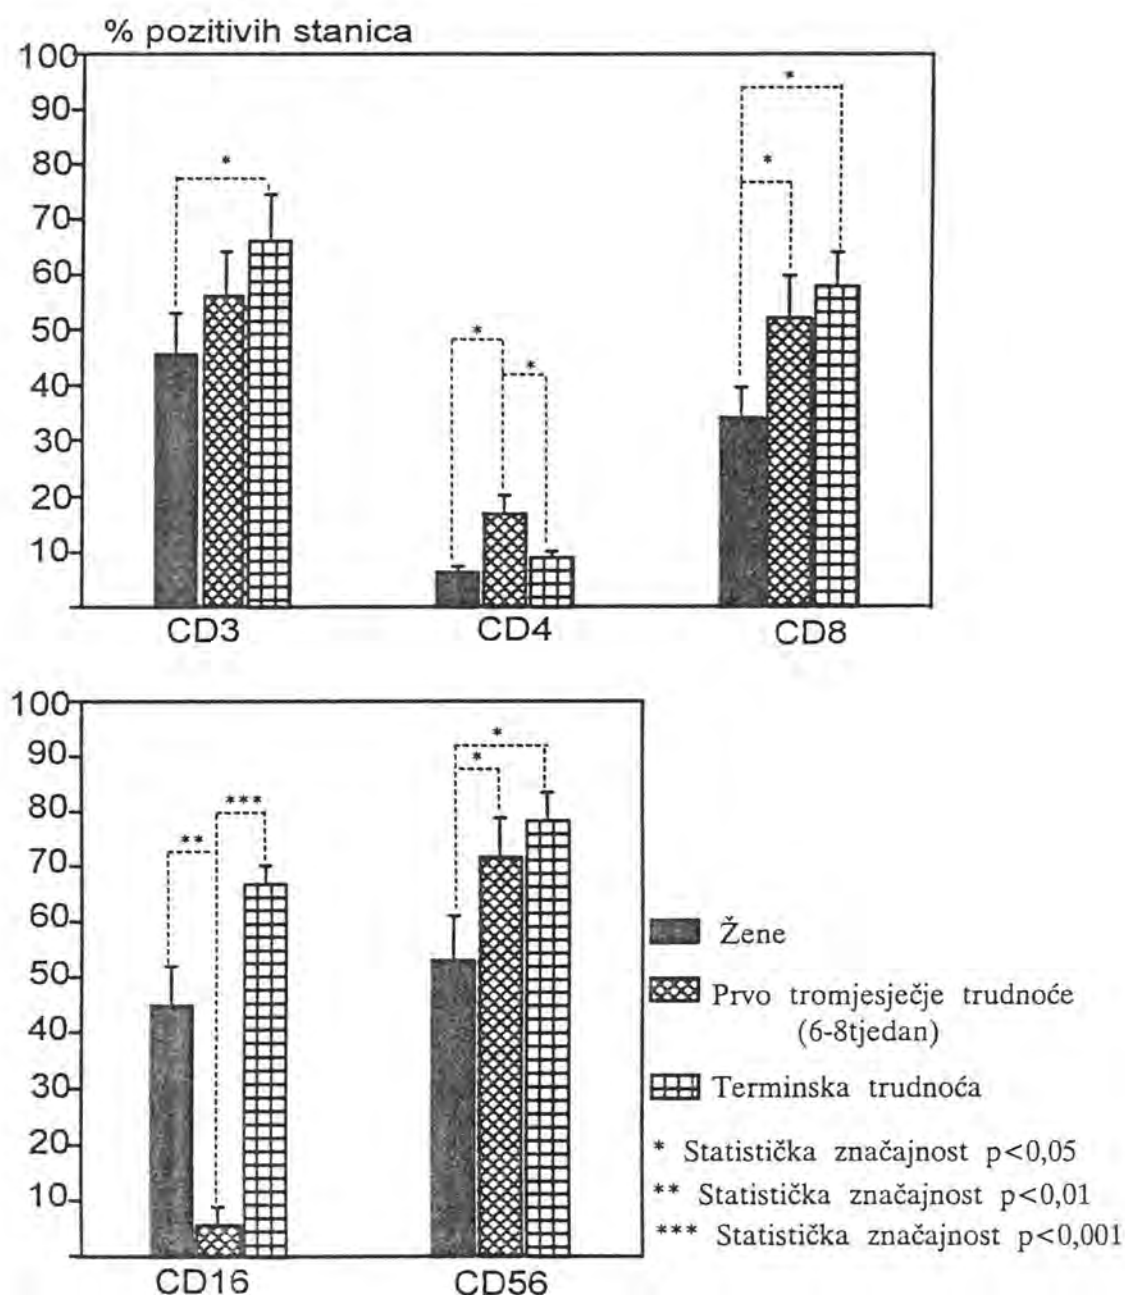 % pozitivih stanica
100
90
80
70
60
50
40
30
20
10
*
*
*
*
*
CD3 CD4 CD8
100
90
80
70
60
50
40
30
20
10
**
***
*
*
CD16 CD56
Žene
Prvo tromjesječje trudnoće
(6-8tjedan)
Terminska trudnoća
* Statistička značajnost p<0,05
** Statistička značajnost p<0,01
*** Statistička značajnost p<0,001